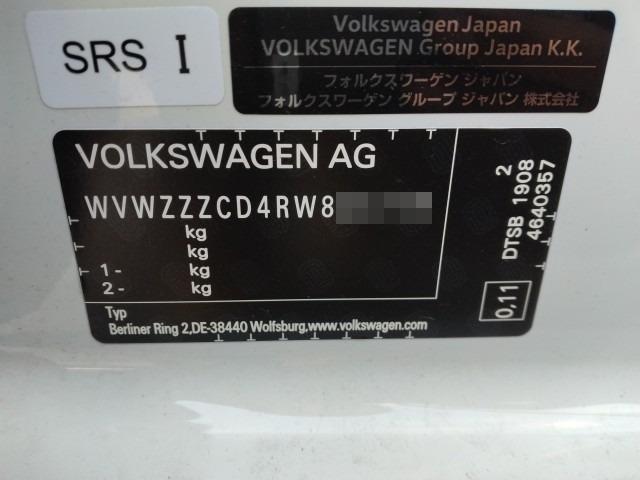 SRS I
Volkswagen Japan
VOLKSWAGEN Group Japan K.K.
フォルクスワーゲン ジャパン
フォルクスワーゲン グループ ジャパン 株式会社
VOLKSWAGEN AG
WVWZZZCD4RW8
kg
kg
1- kg
2- kg
Typ
Berliner Ring 2,DE-38440 Wolfsburg,www.volkswagen.com
2
DTSB 1908
4640357
0,11